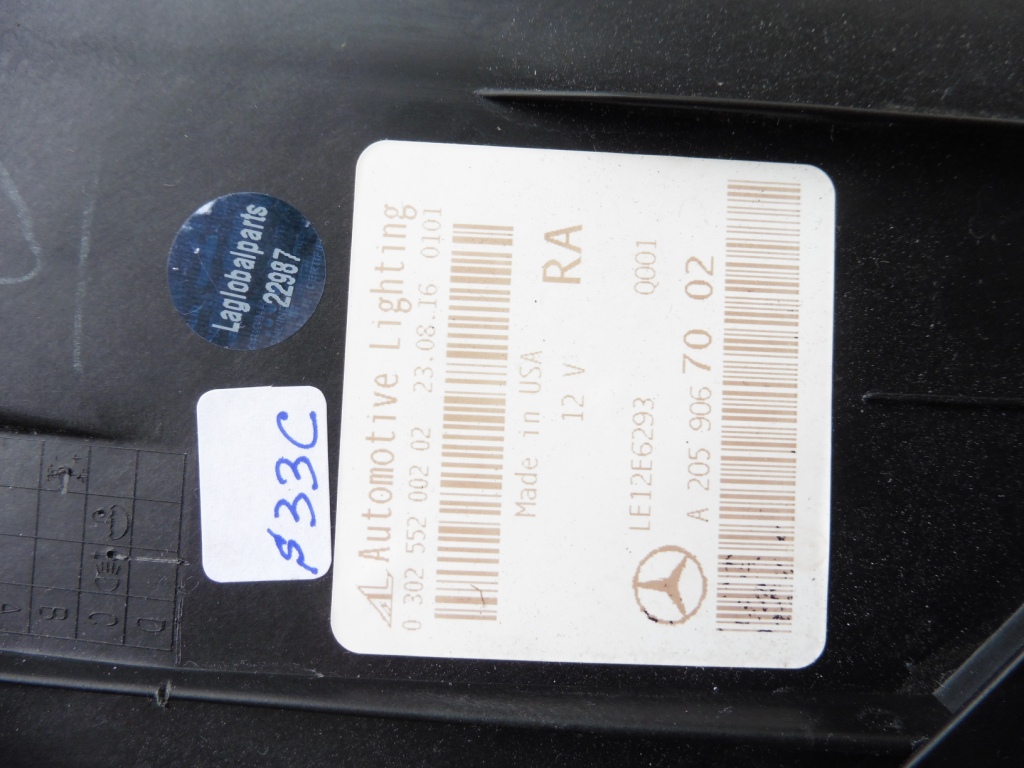 Laglobalparts
22987
$33C
AL Automotive Lighting
0 302 552 002 02 23.08.16 0101
Made in USA
12 V RA
LE12E6293 Q001
A 205 906 70 02
A
B
C
D